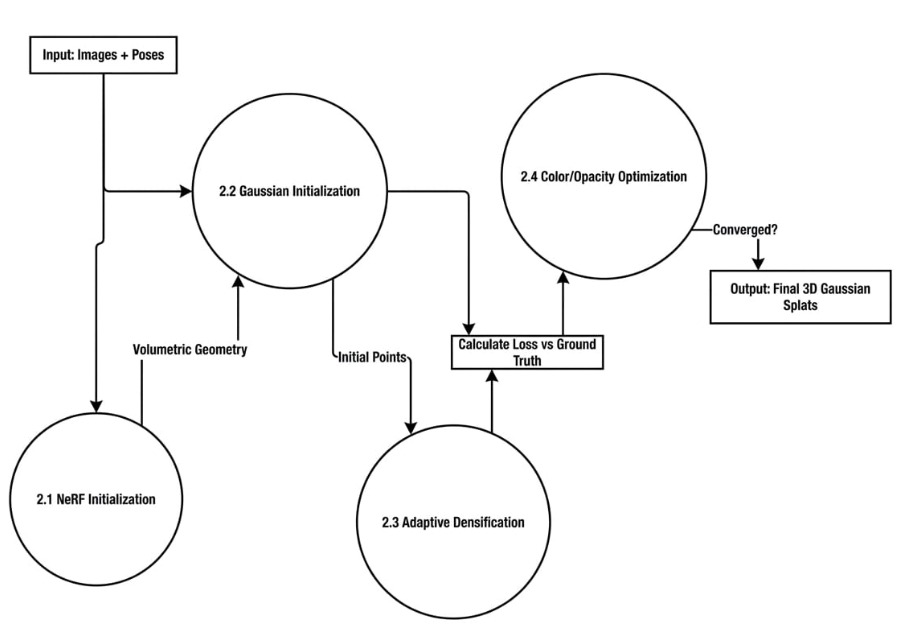 Input: Images + Poses
2.2 Gaussian Initialization
2.4 Color/Opacity Optimization
Converged?
Output: Final 3D Gaussian
Splats
Volumetric Geometry
Initial Points
Calculate Loss vs Ground
Truth
2.1 NeRF Initialization
2.3 Adaptive Densification